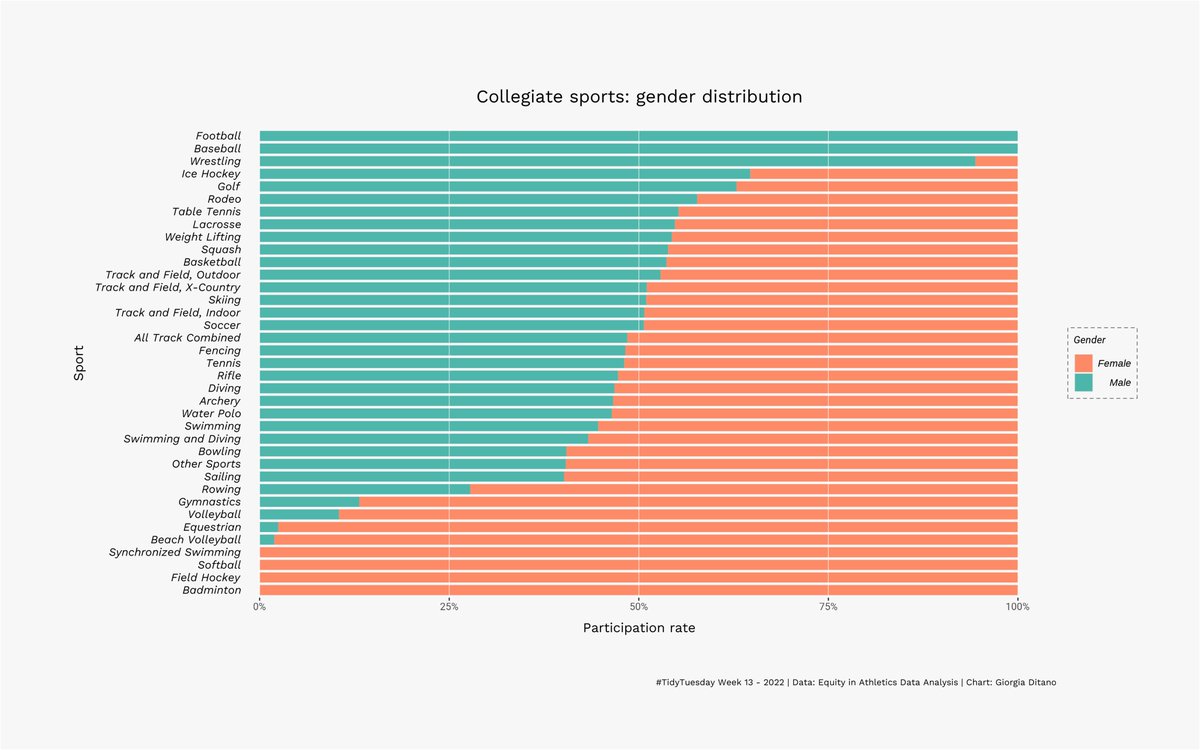 Collegiate sports: gender distribution
Football
Baseball
Wrestling
Ice Hockey
Golf
Rodeo
Table Tennis
Lacrosse
Weight Lifting
Squash
Basketball
Track and Field, Outdoor
Track and Field, X-Country
Skiing
Track and Field, Indoor
Soccer
All Track Combined
Fencing
Tennis
Rifle
Diving
Archery
Water Polo
Swimming
Swimming and Diving
Bowling
Other Sports
Sailing
Rowing
Gymnastics
Volleyball
Equestrian
Beach Volleyball
Synchronized Swimming
Softball
Field Hockey
Badminton
Sport
0% 25% 50% 75% 100%
Participation rate
Gender
Female
Male
#TidyTuesday Week 13 - 2022 | Data: Equity in Athletics Data Analysis | Chart: Giorgia Ditano